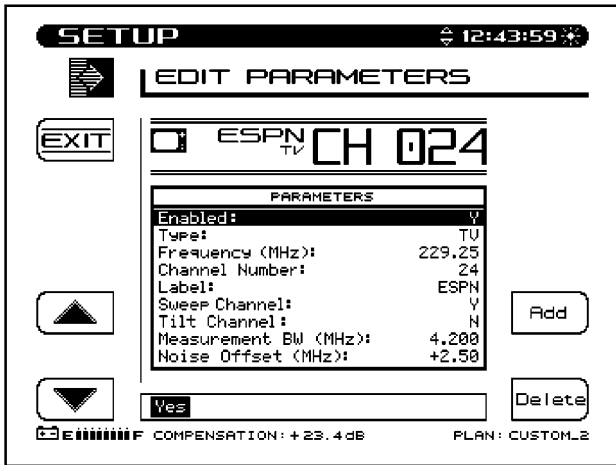 SETUP 12:43:59
EDIT PARAMETERS
EXIT
ESPN TV CH 024
PARAMETERS
Enabled: Y
Type: TV
Frequency (MHz): 229.25
Channel Number: 24
Label: ESPN
Sweep Channel: Y
Tilt Channel: N
Measurement BW (MHz): 4.200
Noise Offset (MHz): +2.50
Add
Yes
Delete
E F COMPENSATION:+23.4dB PLAN: CUSTOM_2